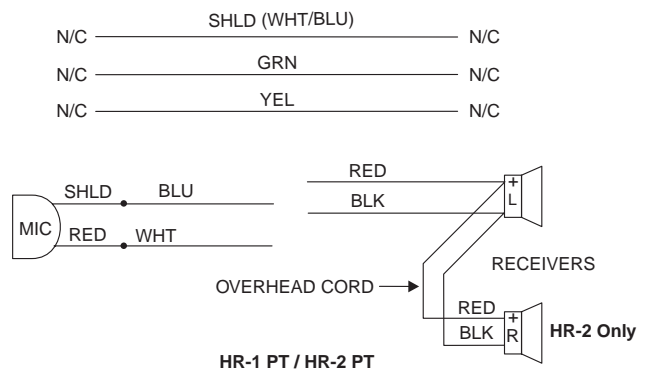 SHLD (WHT/BLU)
N/C N/C
GRN
N/C N/C
YEL
N/C N/C
RED
SHLD BLU
+
BLK
L
MIC
RED WHT
RECEIVERS
OVERHEAD CORD
RED
+
BLK
R
HR-2 Only
HR-1 PT / HR-2 PT